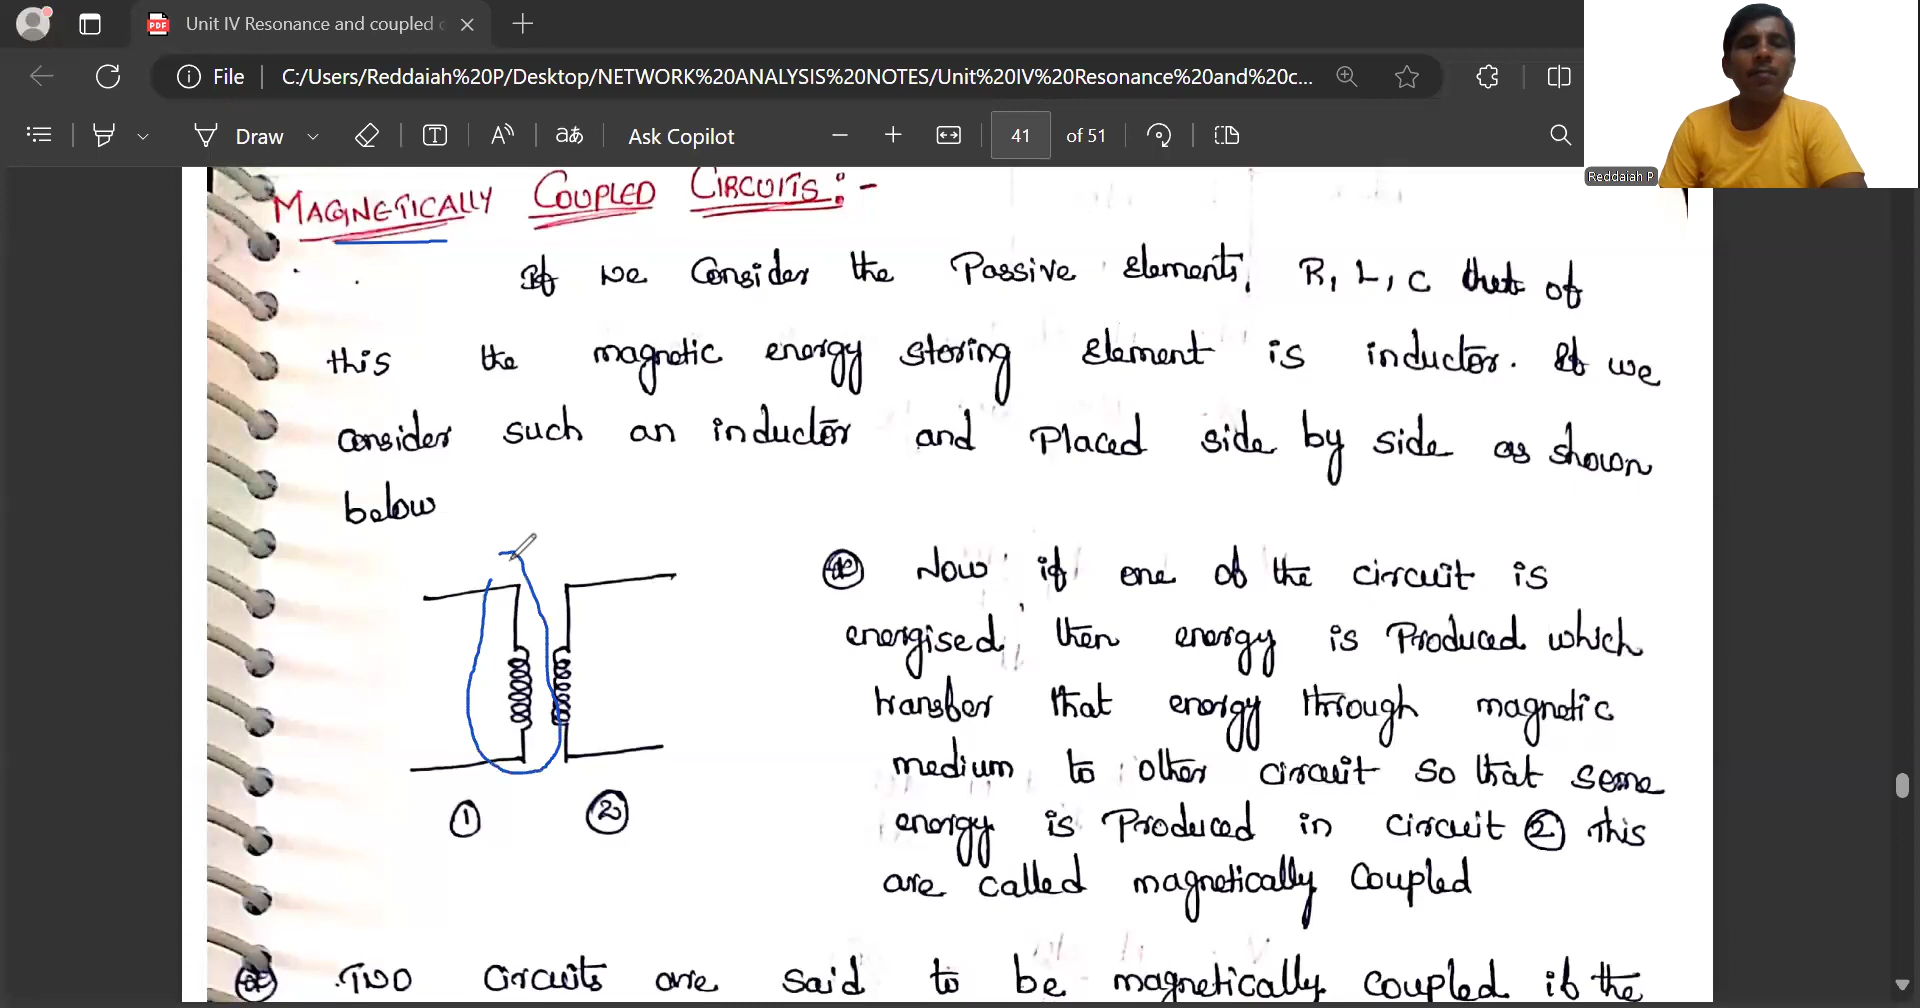 Unit IV Resonance and coupled c
File
C:/Users/Reddaiah%20P/Desktop/NETWORK%20ANALYSIS%20NOTES/Unit%20IV%20Resonance%20and%20c...
Draw
Ask Copilot
41 of 51
Reddaiah P
MAGNETICALLY COUPLED CIRCUITS:-
If we Consider the Passive Elements, R, L, C that of
this the magnetic energy storing Element is inductor. If we
consider such an inductor and Placed side by side as shown
below
Now if one of the circuit is
energised, then energy is Produced which
transfer that energy through magnetic
medium to other circuit so that some
energy is Produced in circuit 2 this
are called magnetically Coupled
1 2
Two circuits are said to be magnetically coupled if the